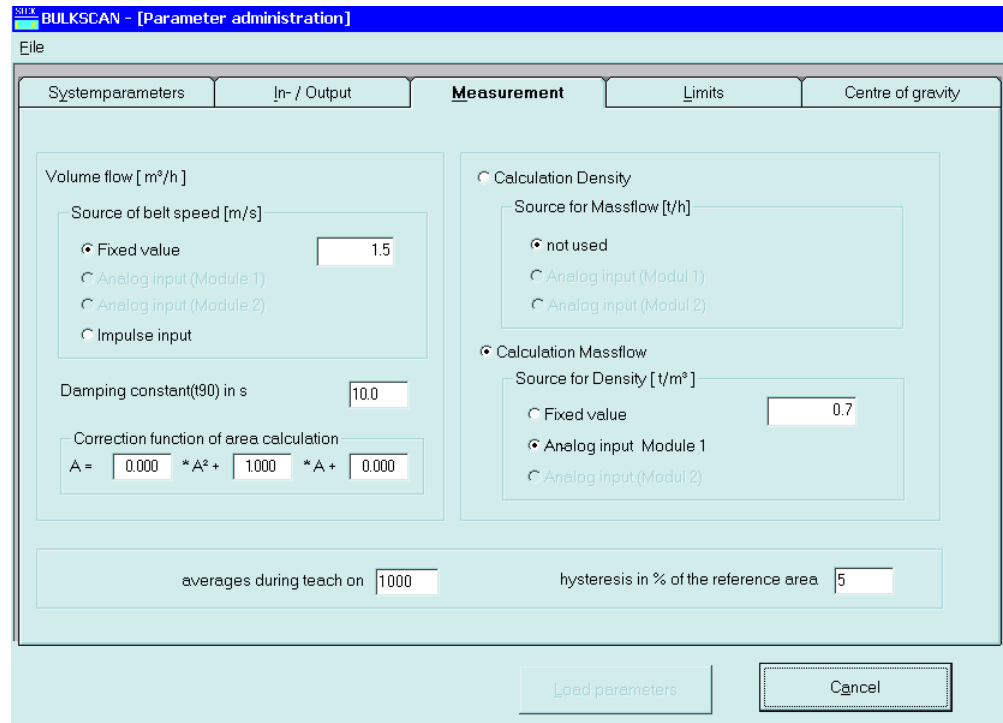 SICK
BULKSCAN - [Parameter administration]
File
Systemparameters In- / Output Measurement Limits Centre of gravity
Volume flow [ m³/h ]
Source of belt speed [m/s]
Fixed value 1.5
Analog input (Module 1)
Analog input (Module 2)
Impulse input
Damping constant(t90) in s 10.0
Correction function of area calculation
A = 0.000 * A² + 1.000 * A + 0.000
Calculation Density
Source for Massflow [t/h]
not used
Analog input (Modul 1)
Analog input (Modul 2)
Calculation Massflow
Source for Density [ t/m³ ]
Fixed value 0.7
Analog input Module 1
Analog input (Modul 2)
averages during teach on 1000 hysteresis in % of the reference area 5
Load parameters Cancel